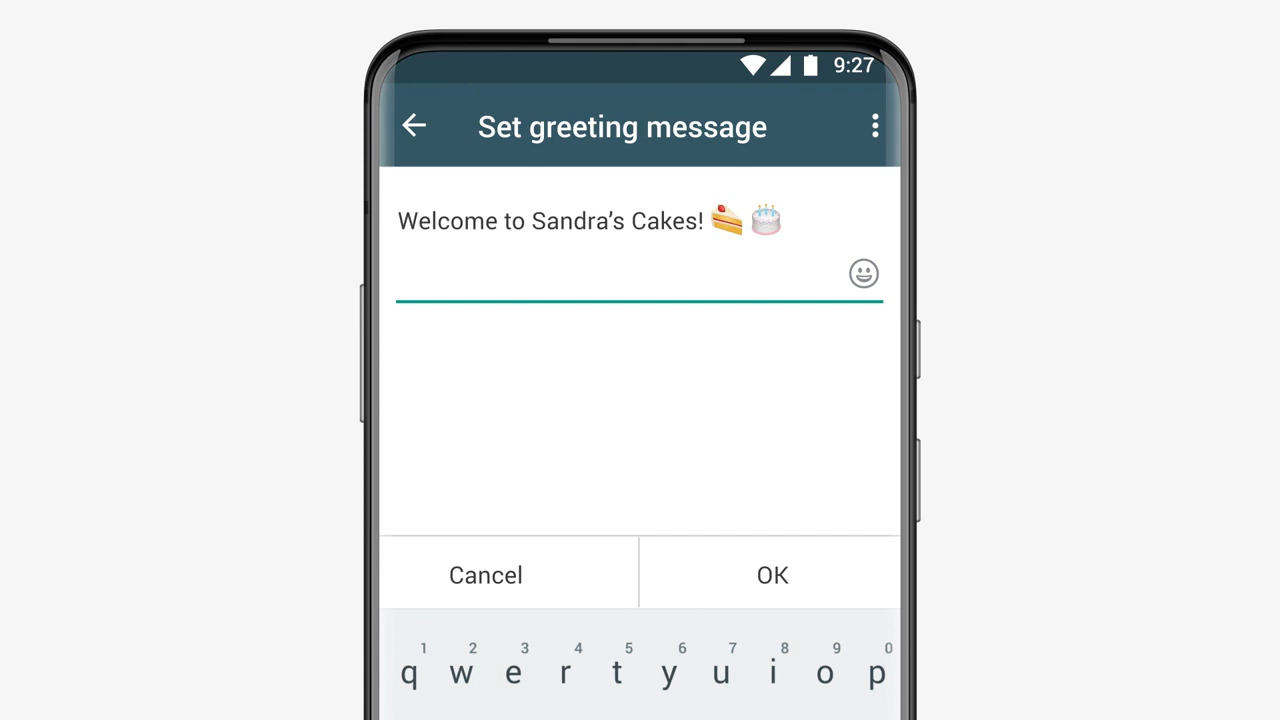 9:27
Set greeting message
Welcome to Sandra’s Cakes! 🍰 🎂
Cancel
OK
1 2 3 4 5 6 7 8 9 0
q w e r t y u i o p